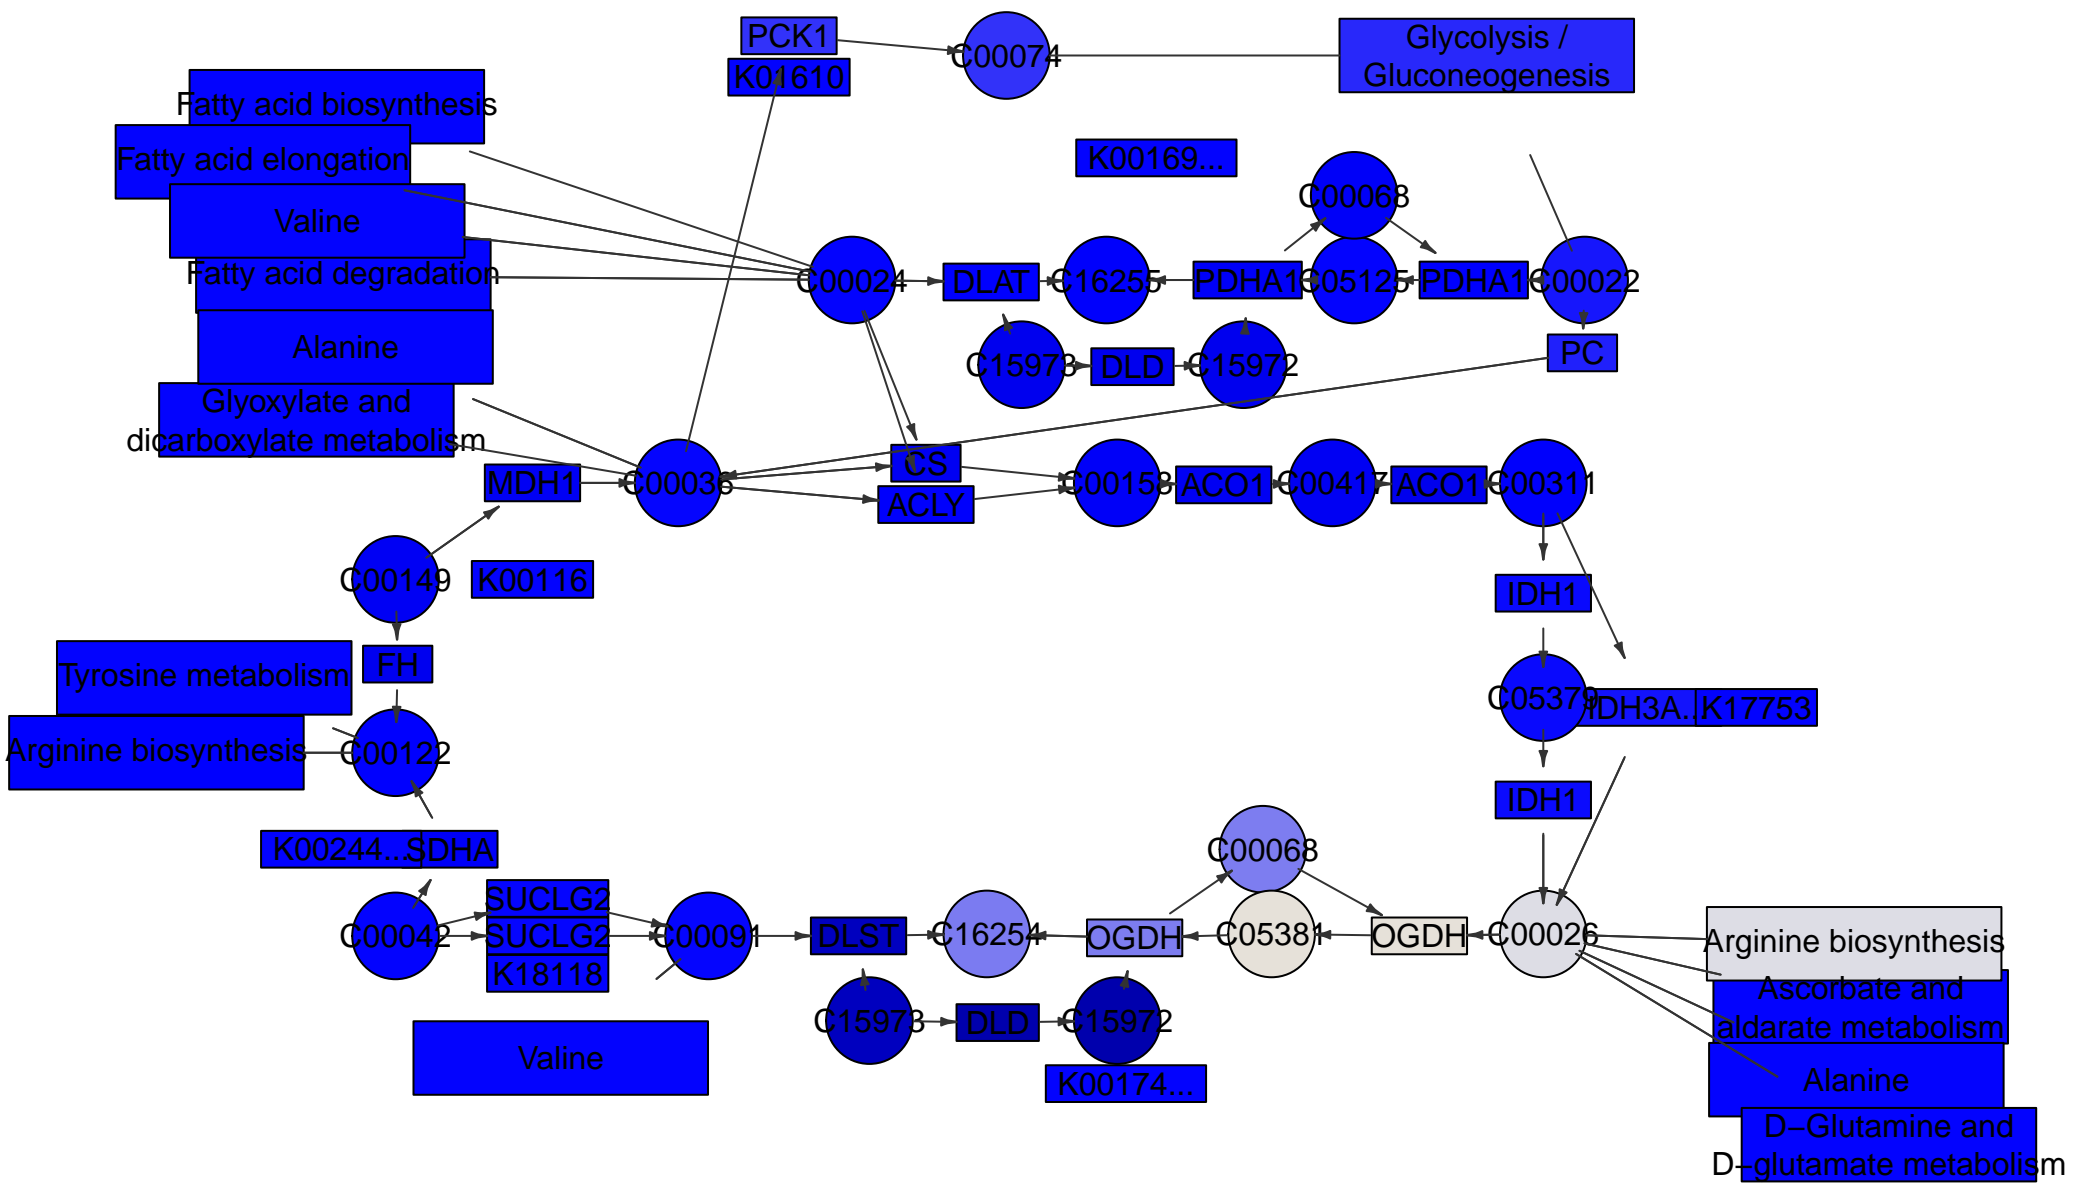 PCK1
C00074
Glycolysis /
Gluconeogenesis
K01610
Fatty acid biosynthesis
Fatty acid elongation
K00169...
C00068
Valine
Fatty acid degradation
C00024
DLAT
C16255
PDHA1
C05125
PDHA1
C00022
Alanine
C15973
DLD
C15972
PC
Glyoxylate and
dicarboxylate metabolism
MDH1
C00036
CS
ACLY
C00158
ACO1
C00417
ACO1
C00311
C00149
K00116
IDH1
Tyrosine metabolism
FH
C05379
IDH3A...
K17753
Arginine biosynthesis
C00122
IDH1
K00244...
SDHA
C00068
C00042
SUCLG2
SUCLG2
K18118
C00091
DLST
C16254
OGDH
C05381
OGDH
C00026
Arginine biosynthesis
Ascorbate and
aldarate metabolism
C15973
DLD
C15972
Valine
K00174...
Alanine
D−Glutamine and
D−glutamate metabolism